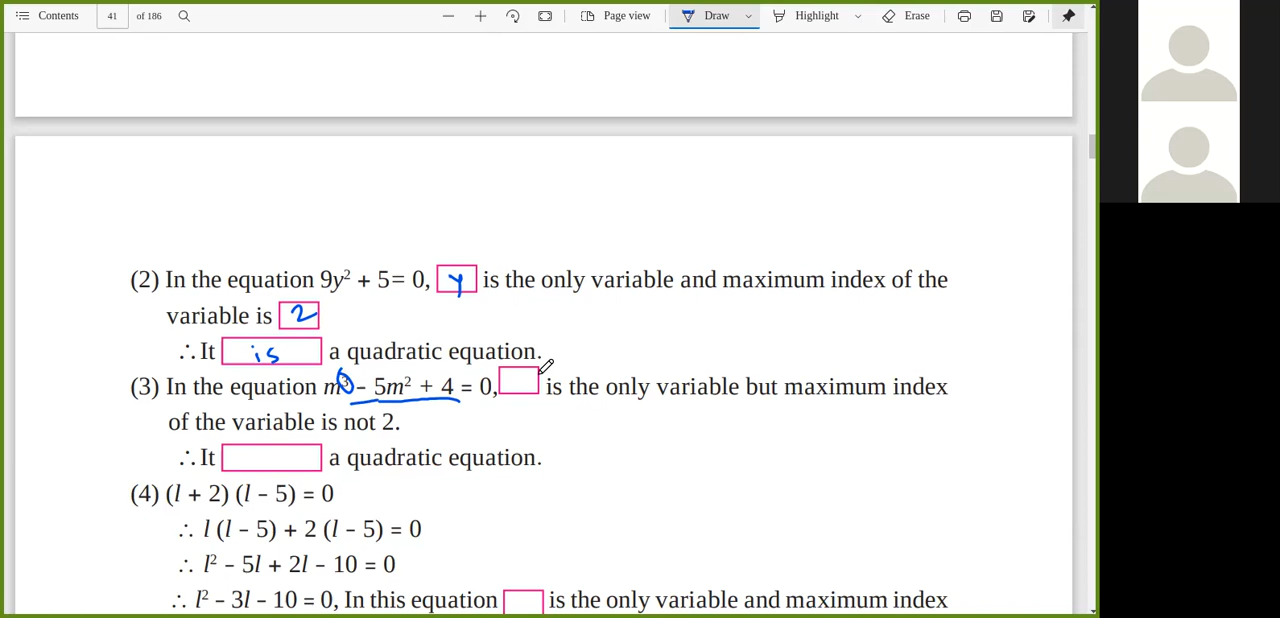 Contents 41 of 186 Page view Draw Highlight Erase
(2) In the equation 9y² + 5= 0, y is the only variable and maximum index of the
variable is 2
∴ It is a quadratic equation.
(3) In the equation m³ – 5m² + 4 = 0, is the only variable but maximum index
of the variable is not 2.
∴ It a quadratic equation.
(4) (l + 2) (l – 5) = 0
∴ l (l – 5) + 2 (l – 5) = 0
∴ l² – 5l + 2l – 10 = 0
∴ l² – 3l – 10 = 0, In this equation is the only variable and maximum index